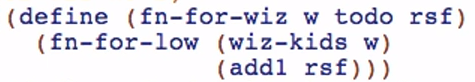 (define (fn-for-wiz w todo rsf)
(fn-for-low (wiz-kids w)
(add1 rsf)))